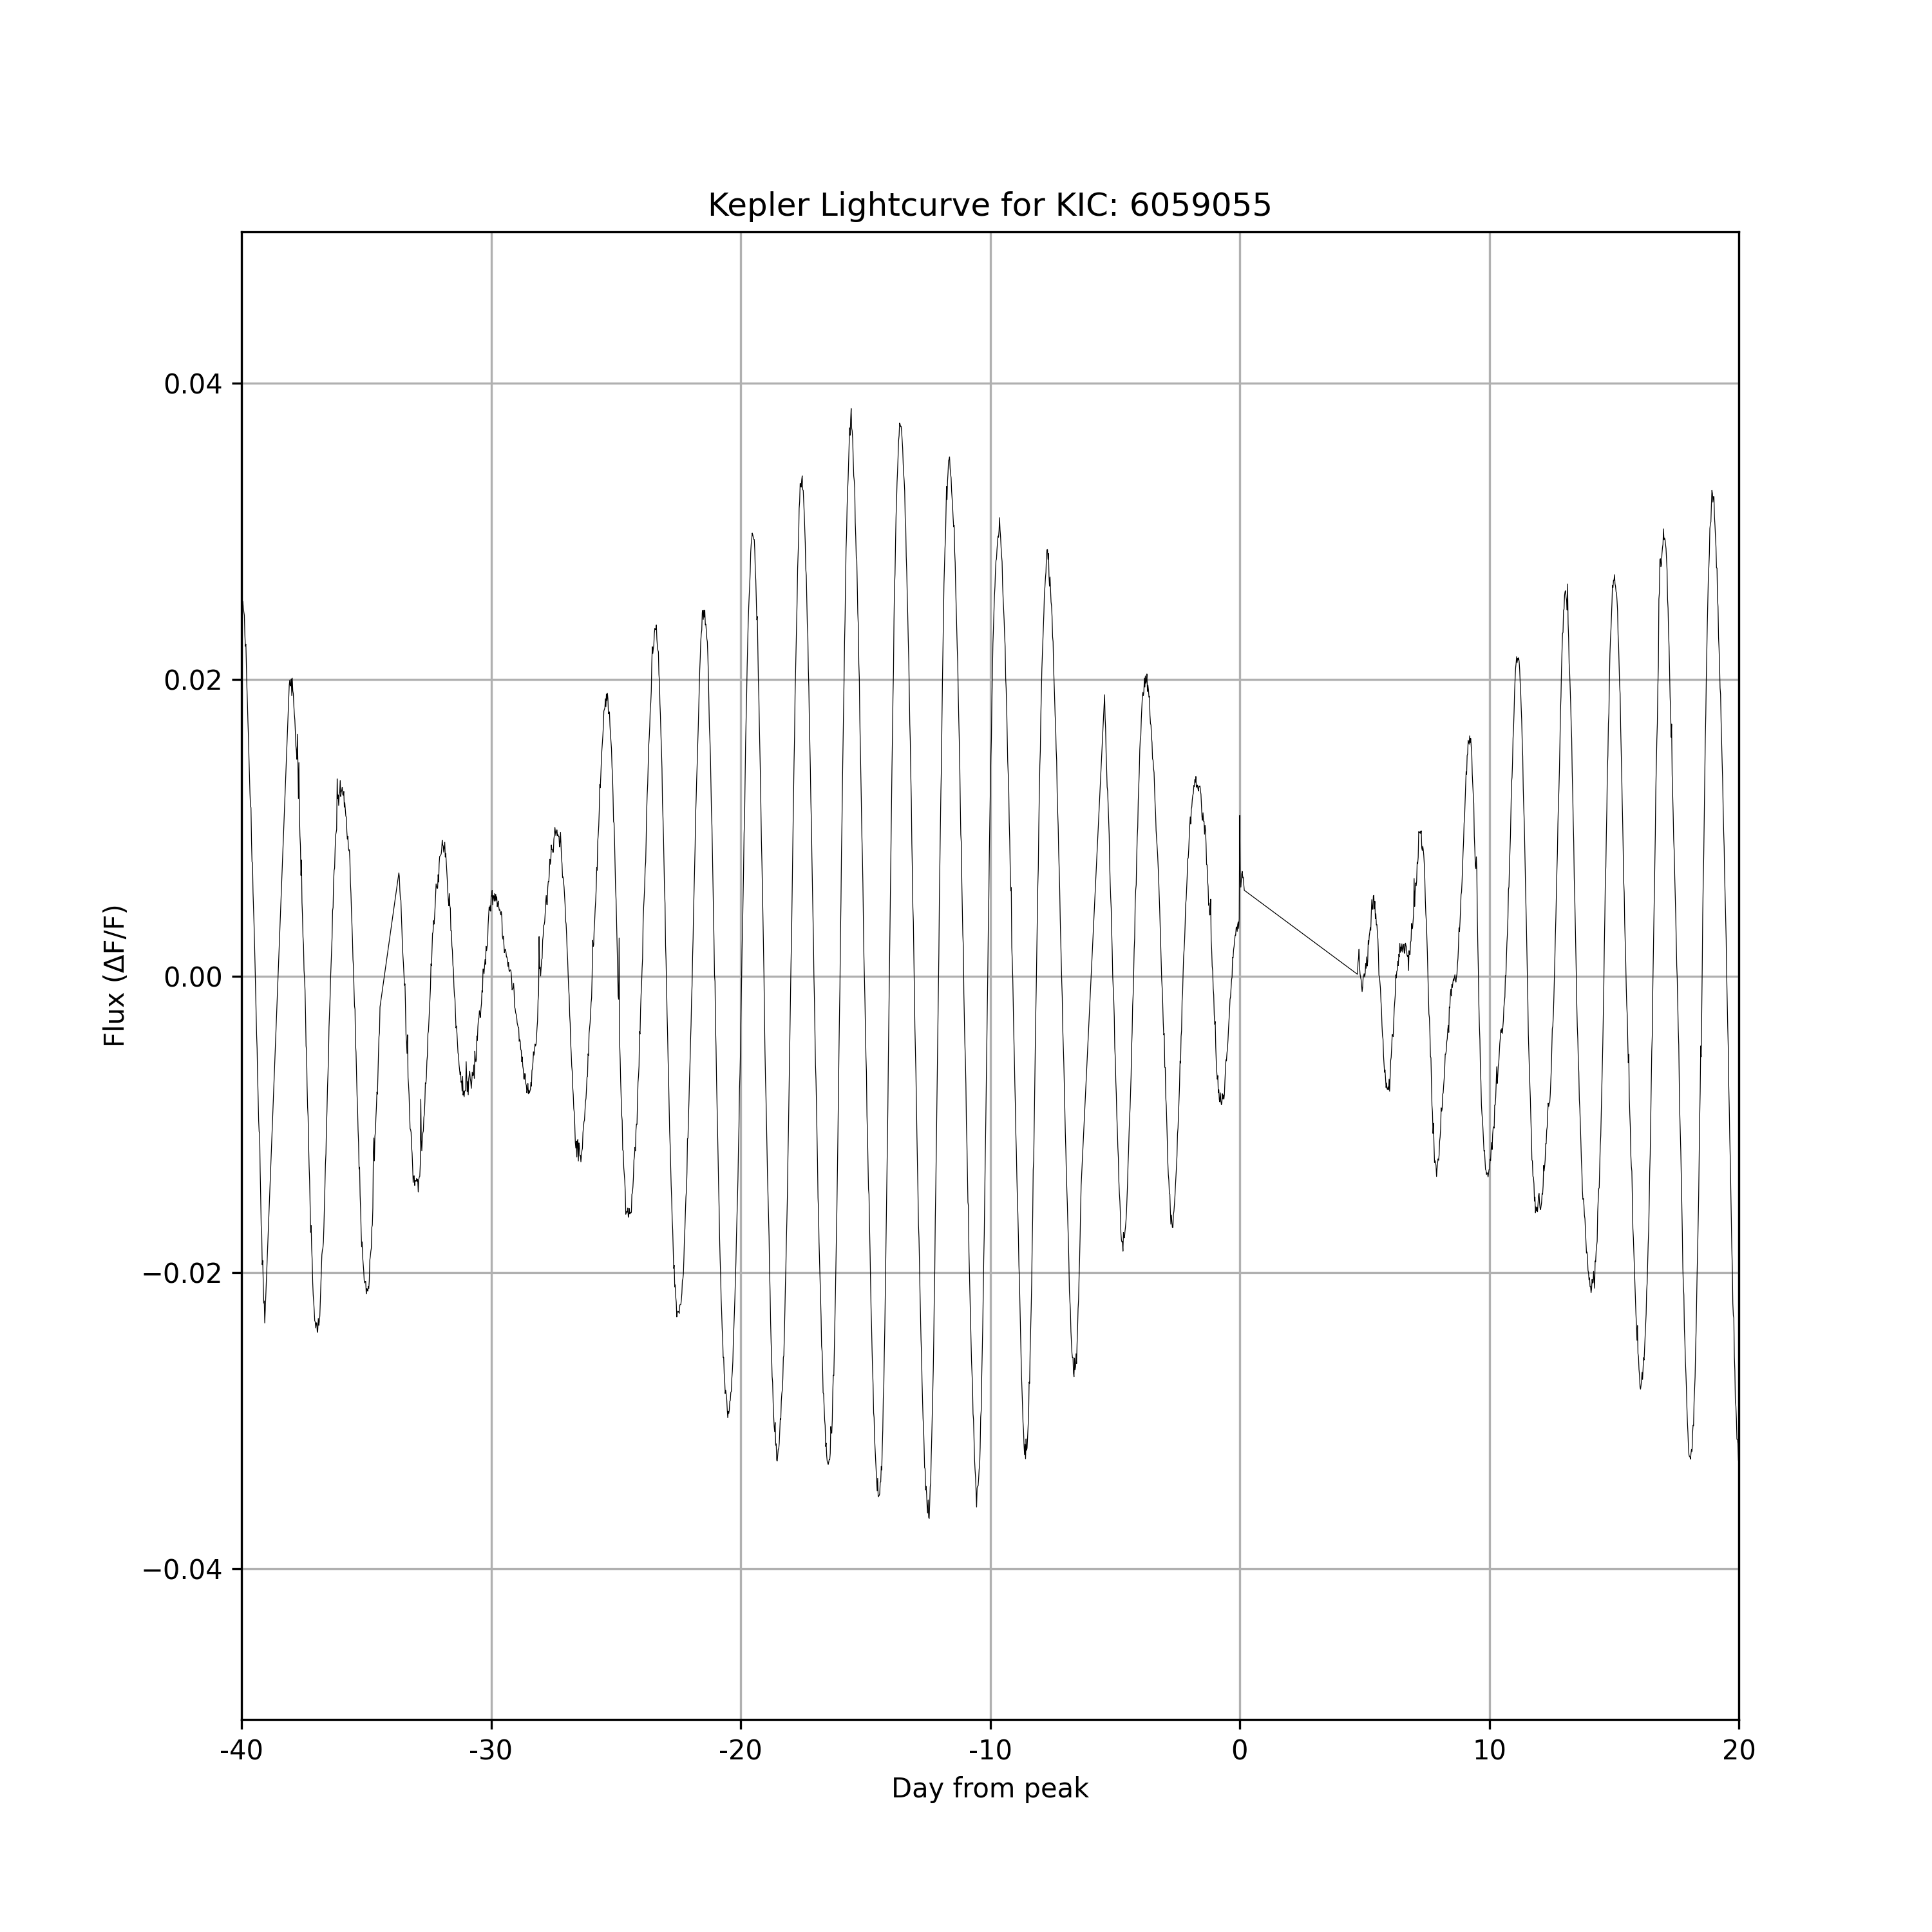 Kepler Lightcurve for KIC: 6059055
0.04
0.02
0.00
−0.02
−0.04
Flux (ΔF/F)
-40 -30 -20 -10 0 10 20
Day from peak